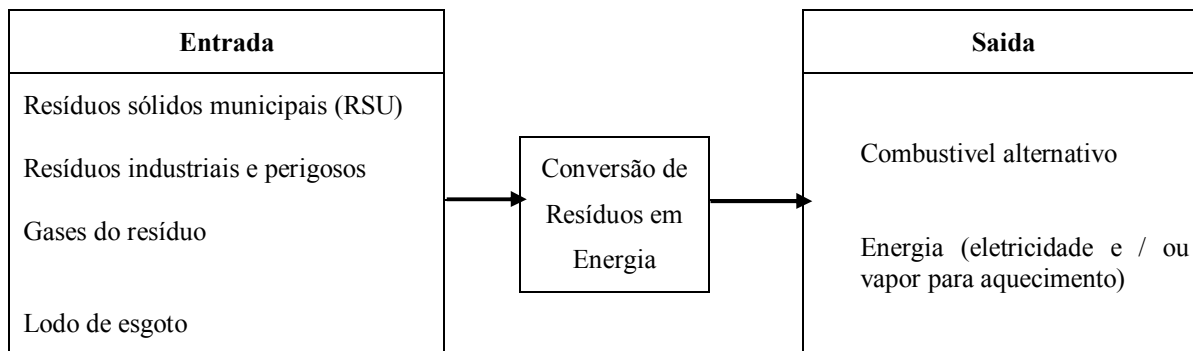 Entrada
Resíduos sólidos municipais (RSU)
Resíduos industriais e perigosos
Gases do resíduo
Lodo de esgoto
Conversão de
Resíduos em
Energia
Saida
Combustivel alternativo
Energia (eletricidade e / ou
vapor para aquecimento)